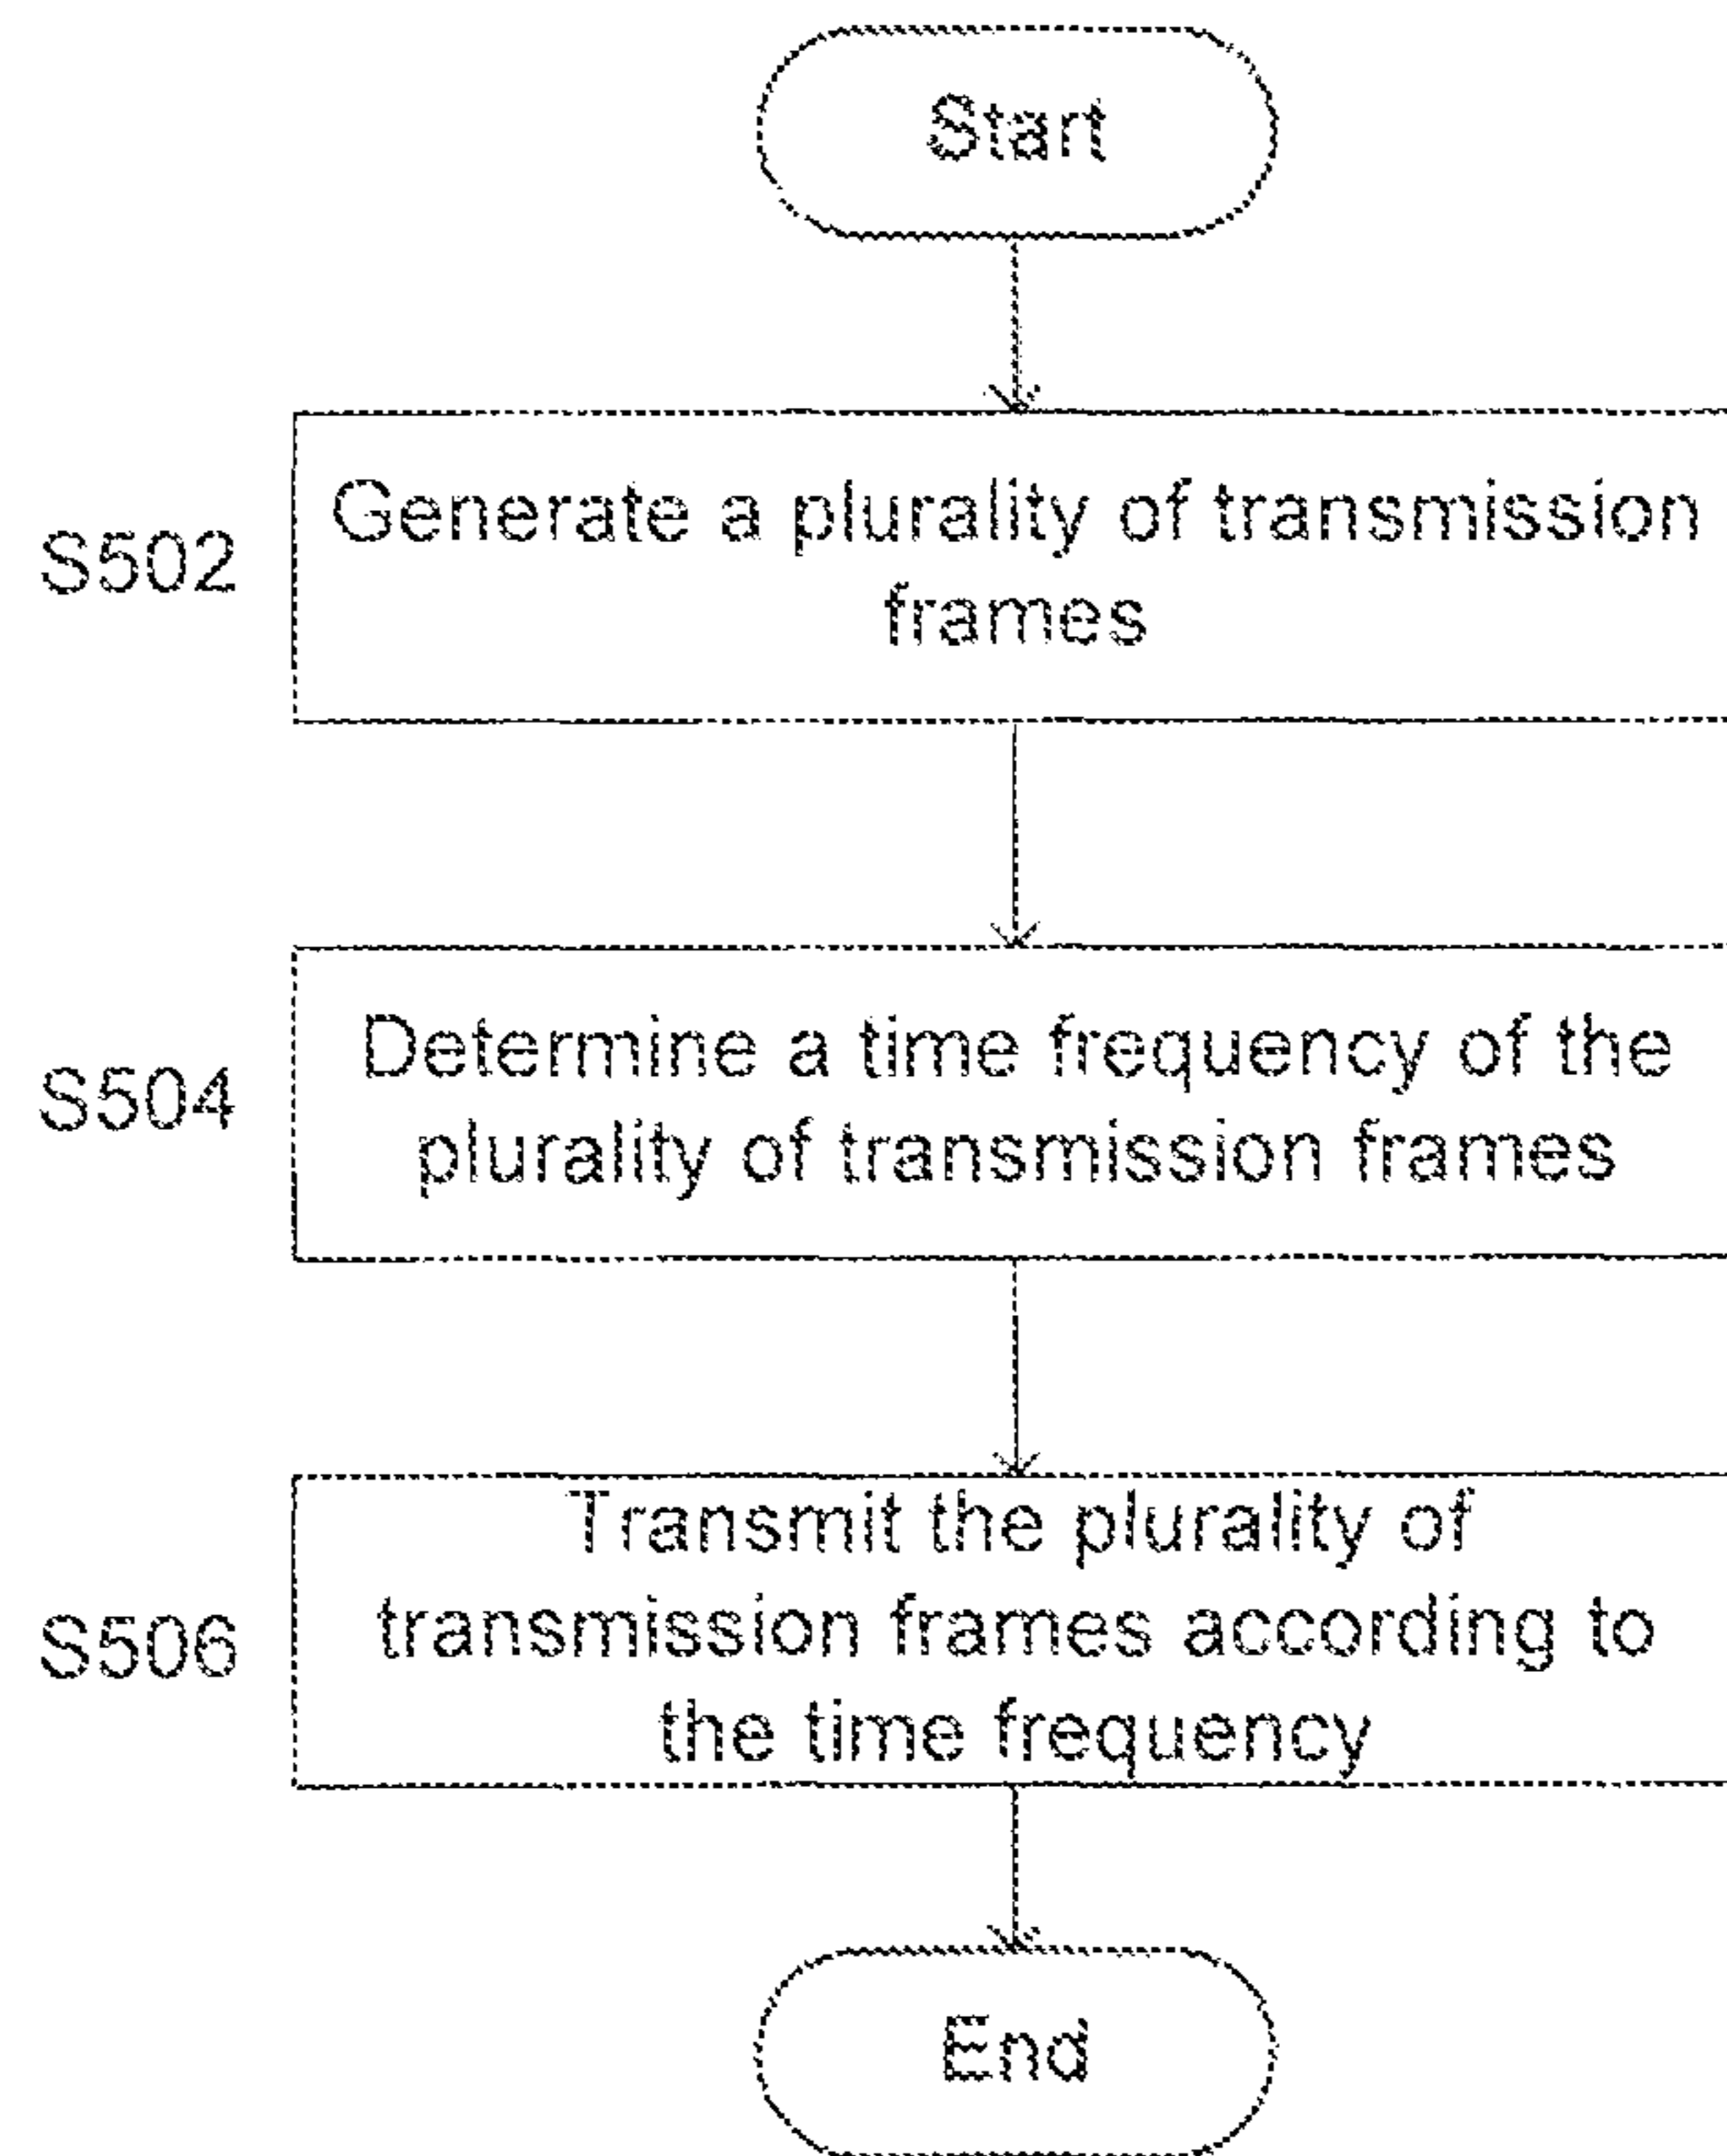 Start
S502
Generate a plurality of transmission
frames
S504
Determine a time frequency of the
plurality of transmission frames
S506
Transmit the plurality of
transmission frames according to
the time frequency
End